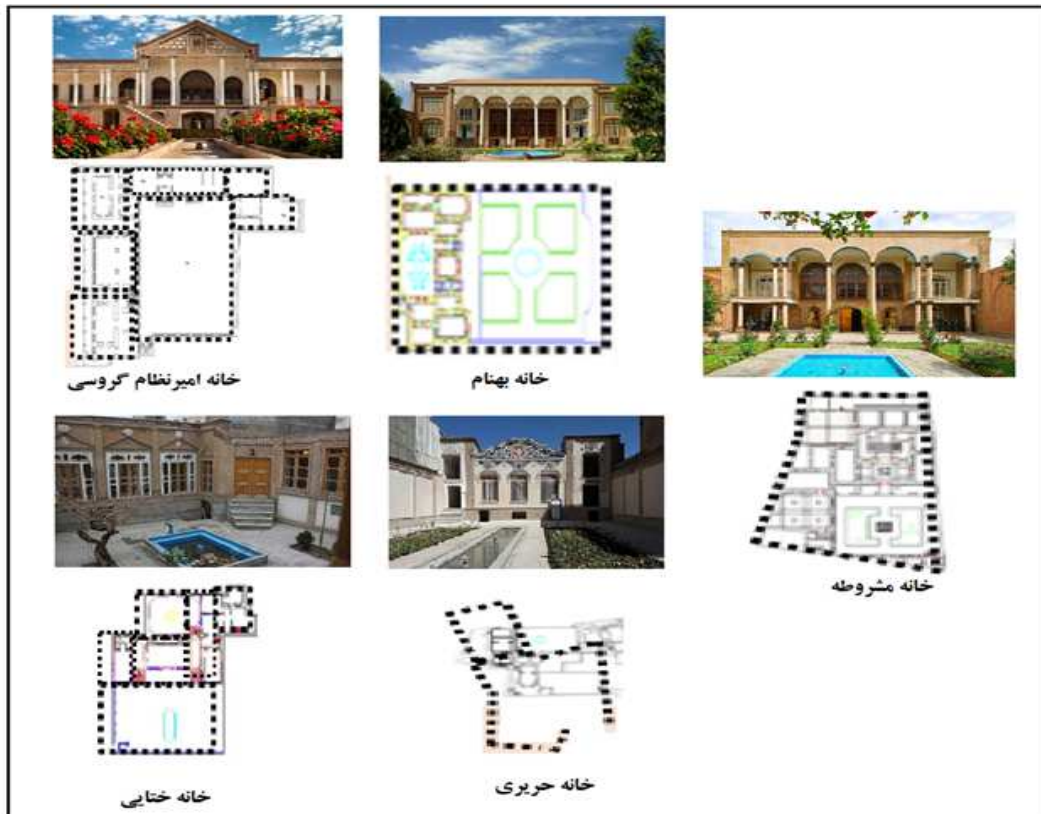 خانه امیرنظام گروسی
خانه بهنام
خانه مشروطه
خانه ختایی
خانه حریری